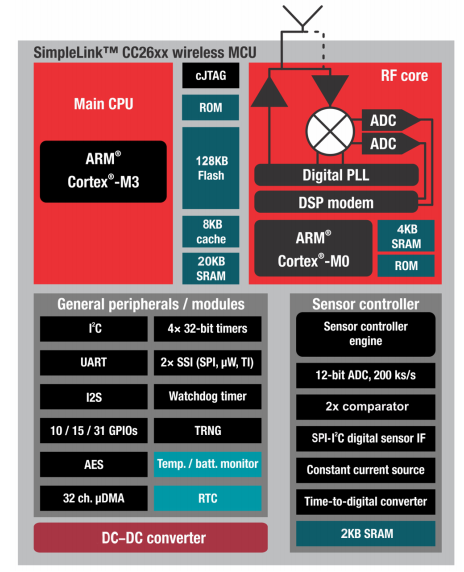 SimpleLink™ CC26xx wireless MCU
Main CPU
ARM®
Cortex®-M3
cJTAG
ROM
128KB
Flash
8KB
cache
20KB
SRAM
RF core
ADC
ADC
Digital PLL
DSP modem
ARM®
Cortex®-M0
4KB
SRAM
ROM
General peripherals / modules
I²C
4× 32-bit timers
UART
2× SSI (SPI, µW, TI)
I2S
Watchdog timer
10 / 15 / 31 GPIOs
TRNG
AES
Temp. / batt. monitor
32 ch. µDMA
RTC
DC–DC converter
Sensor controller
Sensor controller
engine
12-bit ADC, 200 ks/s
2x comparator
SPI-I²C digital sensor IF
Constant current source
Time-to-digital converter
2KB SRAM